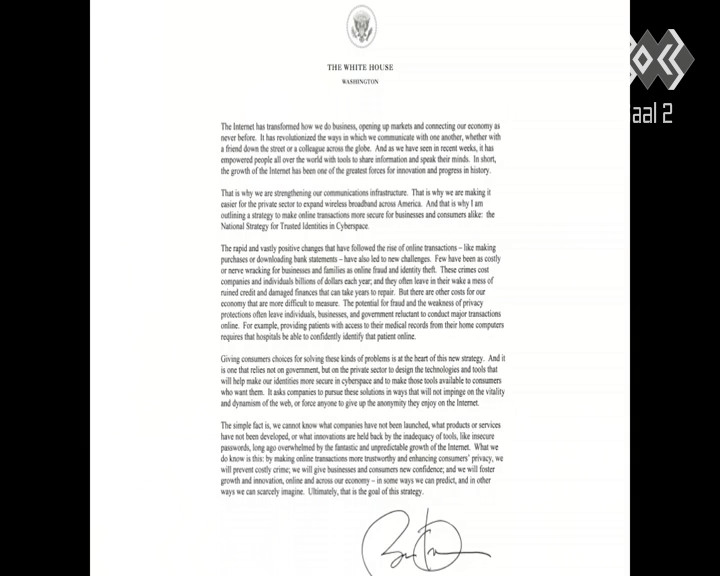 THE WHITE HOUSE
WASHINGTON
The Internet has transformed how we do business, opening up markets and connecting our economy as
never before. It has revolutionized the ways in which we communicate with one another, whether with
a friend down the street or a colleague across the globe. And as we have seen in recent weeks, it has
empowered people all over the world with tools to share information and speak their minds. In short,
the growth of the Internet has been one of the greatest forces for innovation and progress in history.
That is why we are strengthening our communications infrastructure. That is why we are making it
easier for the private sector to expand wireless broadband across America. And that is why I am
outlining a strategy to make online transactions more secure for businesses and consumers alike: the
National Strategy for Trusted Identities in Cyberspace.
The rapid and vastly positive changes that have followed the rise of online transactions – like making
purchases or downloading bank statements – have also led to new challenges. Few have been as costly
or nerve wracking for businesses and families as online fraud and identity theft. These crimes cost
companies and individuals billions of dollars each year; and they often leave in their wake a mess of
ruined credit and damaged finances that can take years to repair. But there are other costs for our
economy that are more difficult to measure. The potential for fraud and the weakness of privacy
protections often leave individuals, businesses, and government reluctant to conduct major transactions
online. For example, providing patients with access to their medical records from their home computers
requires that hospitals be able to confidently identify that patient online.
Giving consumers choices for solving these kinds of problems is at the heart of this new strategy. And it
is one that relies not on government, but on the private sector to design the technologies and tools that
will help make our identities more secure in cyberspace and to make those tools available to consumers
who want them. It asks companies to pursue these solutions in ways that will not impinge on the vitality
and dynamism of the web, or force anyone to give up the anonymity they enjoy on the Internet.
The simple fact is, we cannot know what companies have not been launched, what products or services
have not been developed, or what innovations are held back by the inadequacy of tools, like insecure
passwords, long ago overwhelmed by the fantastic and unpredictable growth of the Internet. What we
do know is this: by making online transactions more trustworthy and enhancing consumers' privacy, we
will prevent costly crime; we will give businesses and consumers new confidence; and we will foster
growth and innovation, online and across our economy – in some ways we can predict, and in other
ways we can scarcely imagine. Ultimately, that is the goal of this strategy.
aal 2